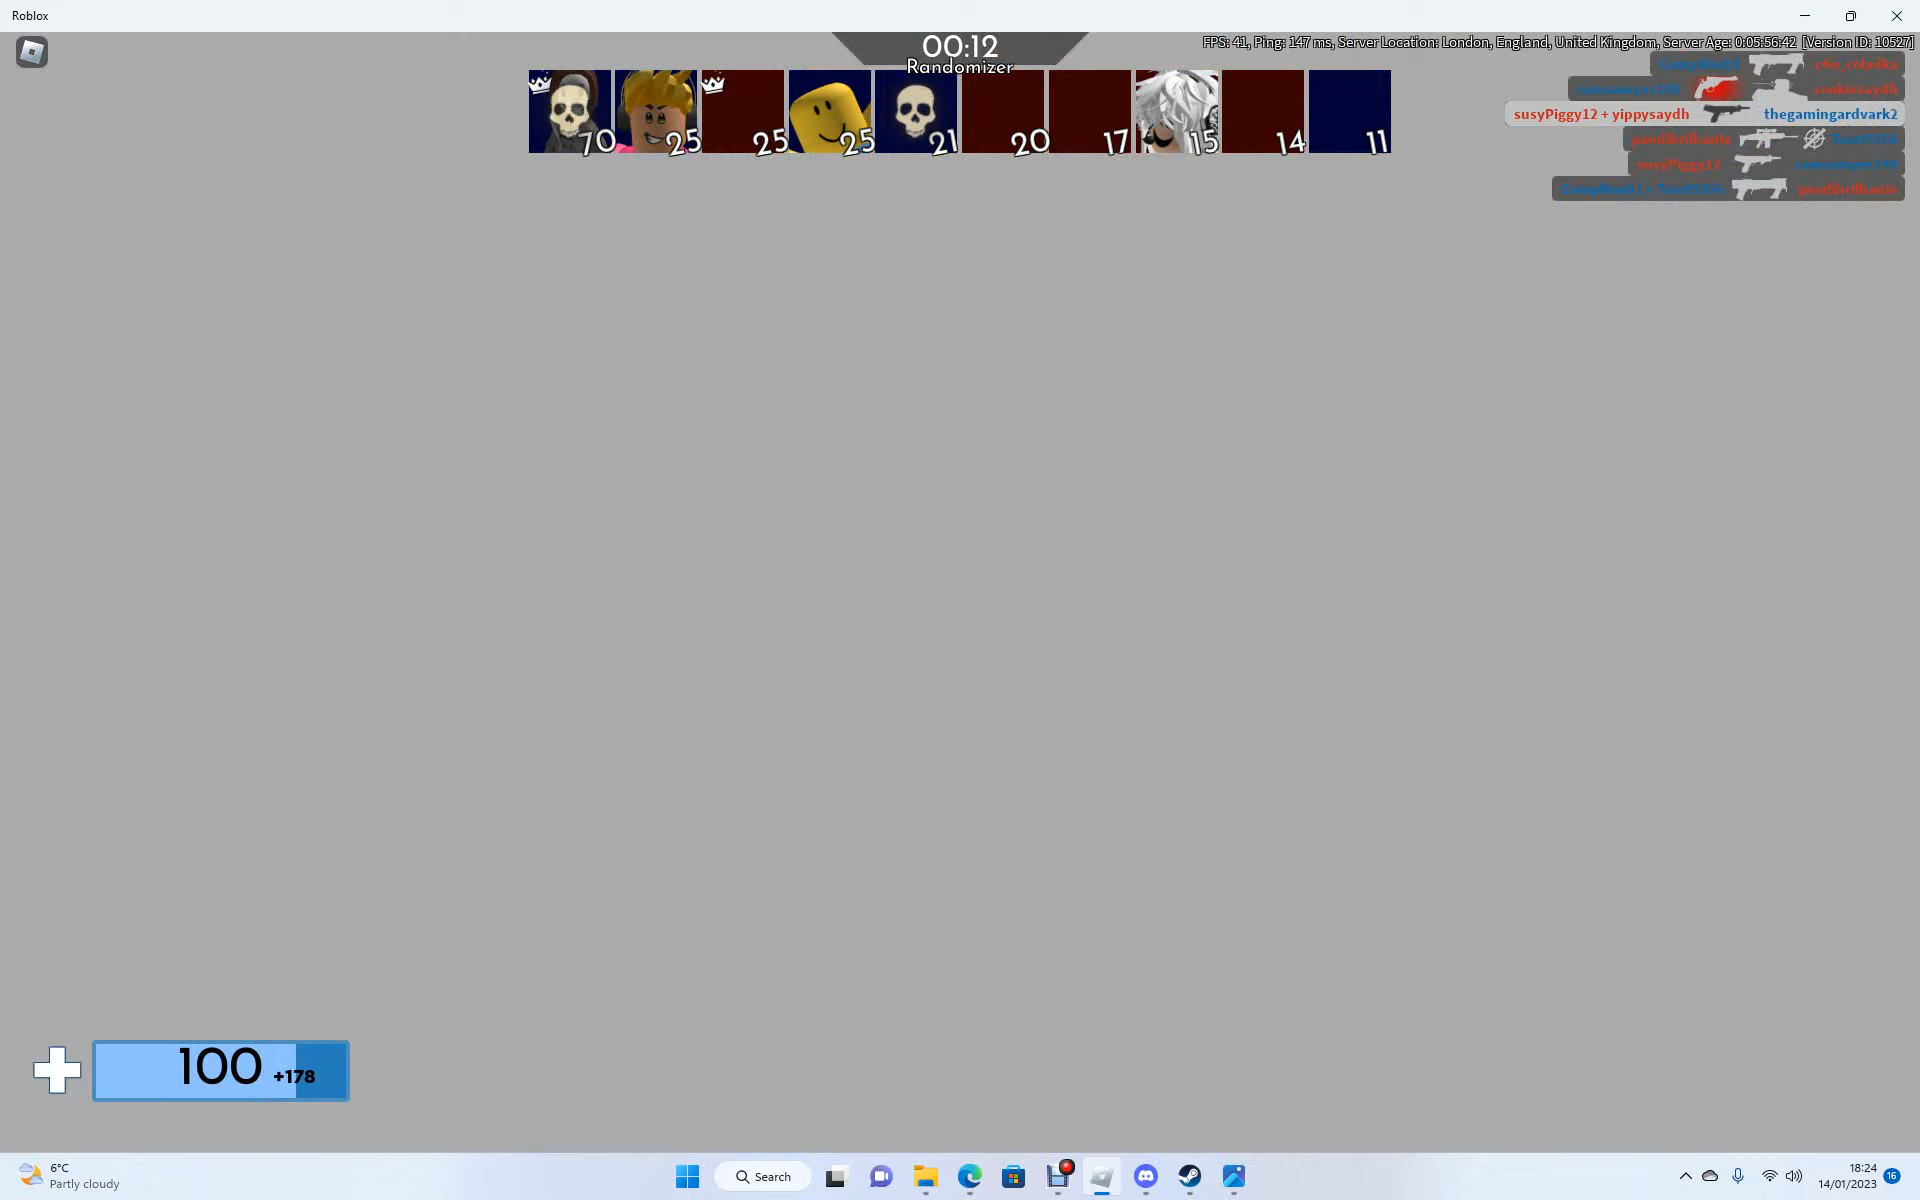 Roblox
00:12
Randomizer
FPS: 41, Ping: 147 ms, Server Location: London, England, United Kingdom, Server Age: 0:05:56:42 [Version ID: 10527]
70 25 25 25 21 20 17 15 14 11
susyPiggy12 + yippysaydh thegamingardvark2
susyPiggy12
100 +178
6°C
Partly cloudy
Search
18:24
14/01/2023
16